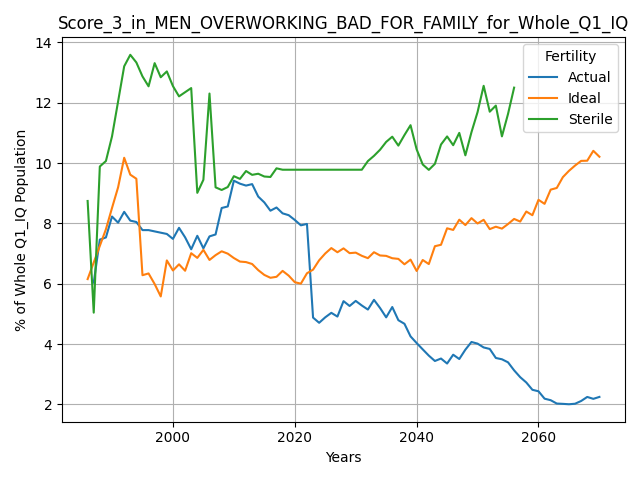 Score_3_in_MEN_OVERWORKING_BAD_FOR_FAMILY_for_Whole_Q1_IQ
14
12
10
8
6
4
2
% of Whole Q1_IQ Population
Fertility
Actual
Ideal
Sterile
2000
2020
2040
2060
Years